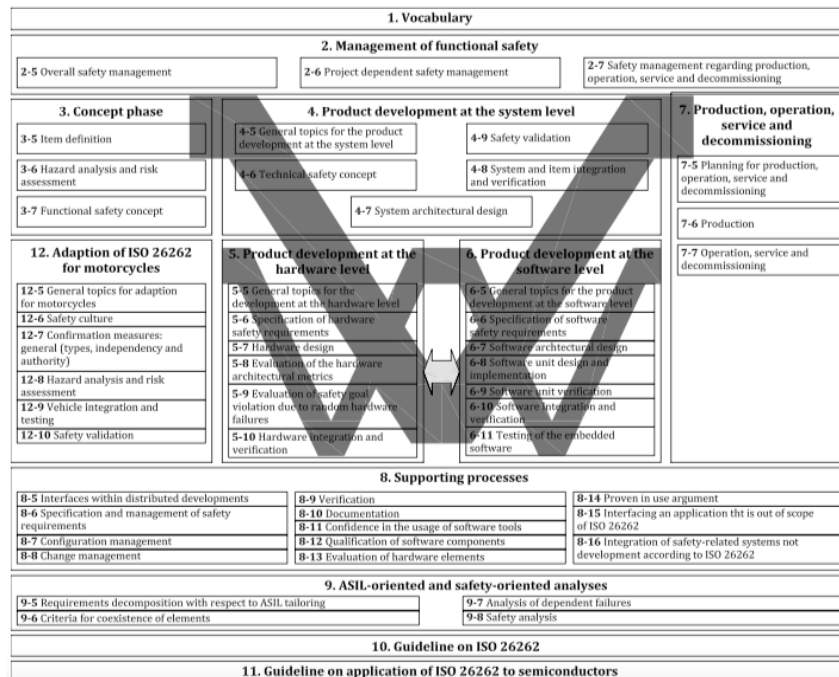 1. Vocabulary
2. Management of functional safety
2-5 Overall safety management
2-6 Project dependent safety management
2-7 Safety management regarding production,
operation, service and decommissioning
3. Concept phase
3-5 Item definition
3-6 Hazard analysis and risk
assessment
3-7 Functional safety concept
4. Product development at the system level
4-5 General topics for the product
development at the system level
4-6 Technical safety concept
4-9 Safety validation
4-8 System and item integration
and verification
4-7 System architectural design
7. Production, operation,
service and
decommissioning
7-5 Planning for production,
operation, service and
decommissioning
7-6 Production
7-7 Operation, service and
decommissioning
12. Adaption of ISO 26262
for motorcycles
12-5 General topics for adaption
for motorcycles
12-6 Safety culture
12-7 Confirmation measures:
general (types, independency and
authority)
12-8 Hazard analysis and risk
assessment
12-9 Vehicle integration and
testing
12-10 Safety validation
5. Product development at the
hardware level
5-5 General topics for the
development at the hardware level
5-6 Specification of hardware
safety requirements
5-7 Hardware design
5-8 Evaluation of the hardware
architectural metrics
5-9 Evaluation of safety goal
violation due to random hardware
failures
5-10 Hardware integration and
verification
6. Product development at the
software level
6-5 General topics for the product
development at the software level
6-6 Specification of software
safety requirements
6-7 Software archtectural design
6-8 Software unit design and
implementation
6-9 Software unit verification
6-10 Software integration and
verification
6-11 Testing of the embedded
software
8. Supporting processes
8-5 Interfaces within distributed developments
8-6 Specification and management of safety
requirements
8-7 Configuration management
8-8 Change management
8-9 Verification
8-10 Documentation
8-11 Confidence in the usage of software tools
8-12 Qualification of software components
8-13 Evaluation of hardware elements
8-14 Proven in use argument
8-15 Interfacing an application tht is out of scope
of ISO 26262
8-16 Integration of safety-related systems not
development according to ISO 26262
9. ASIL-oriented and safety-oriented analyses
9-5 Requirements decomposition with respect to ASIL tailoring
9-6 Criteria for coexistence of elements
9-7 Analysis of dependent failures
9-8 Safety analysis
10. Guideline on ISO 26262
11. Guideline on application of ISO 26262 to semiconductors